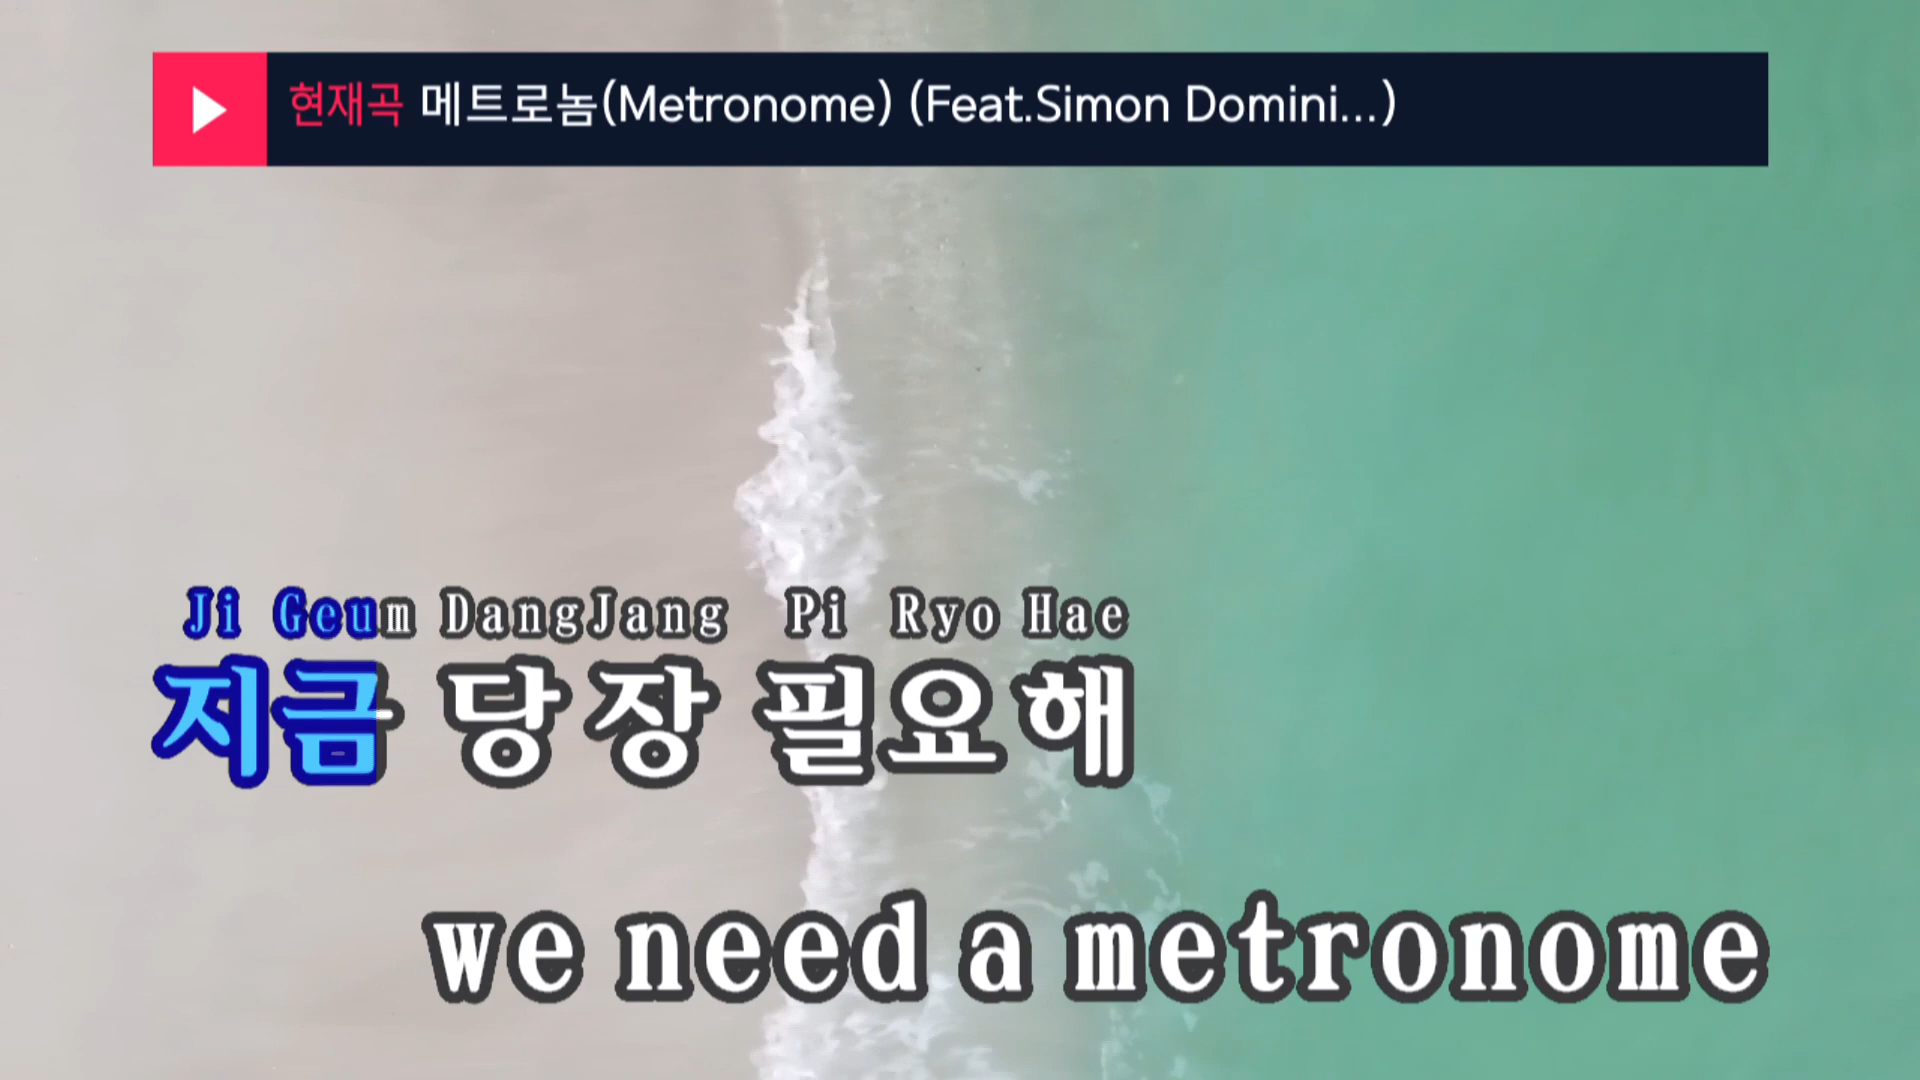 현재곡 메트로놈(Metronome) (Feat.Simon Domini...)
Ji Geum DangJang Pi Ryo Hae
지금 당장 필요해
we need a metronome